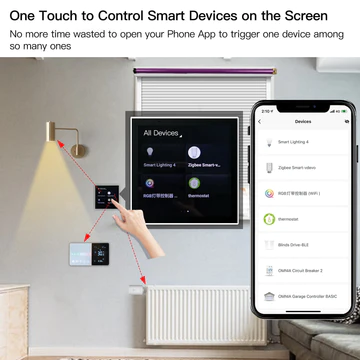 One Touch to Control Smart Devices on the Screen
No more time wasted to open your Phone App to trigger one device among
so many ones
All Devices
Smart Lighting 4
Zigbee Smart-v...
RGB灯带控制器 ...
thermostat
2:10
Devices
Smart Lighting 4
Zigbee Smart-valevo
RGB灯带控制器 (WiFi )
thermostat
Blinds Drive-BLE
Circuit Breaker 2
Garage Controller BASIC